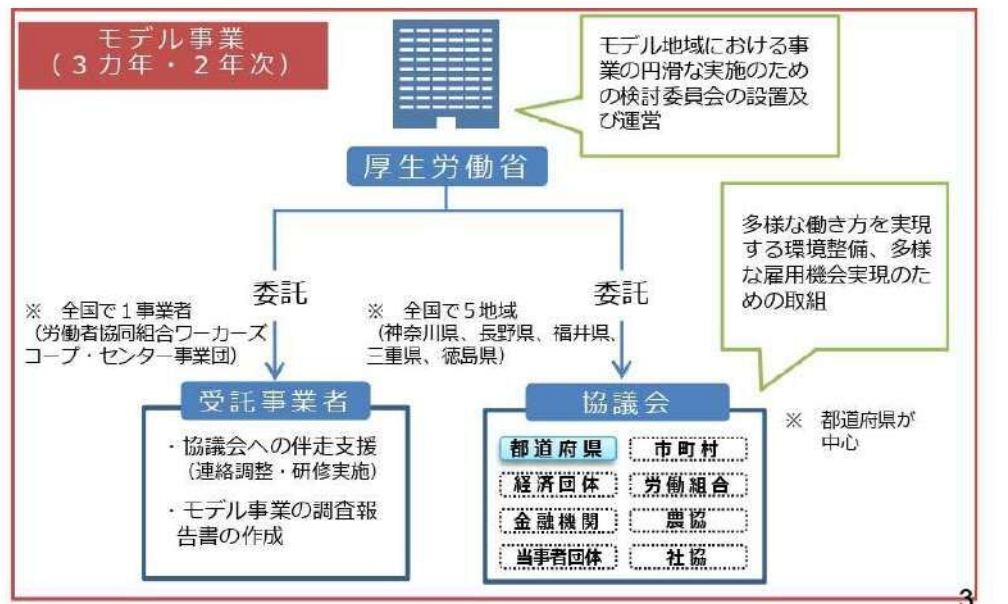 モデル事業
(3カ年・2年次)
モデル地域における事
業の円滑な実施のため
の検討委員会の設置及
び運営
厚生労働省
多様な働き方を実現
する環境整備、多様
な雇用機会実現のた
めの取組
委託
※ 全国で1事業者
(労働者協同組合ワーカーズ
コープ・センター事業団)
委託
※ 全国で5地域
(神奈川県、長野県、福井県、
三重県、徳島県)
受託事業者
・協議会への伴走支援
(連絡調整・研修実施)
・モデル事業の調査報
告書の作成
協議会
都道府県
市町村
経済団体
労働組合
金融機関
農協
当事者団体
社協
※ 都道府県が
中心
3